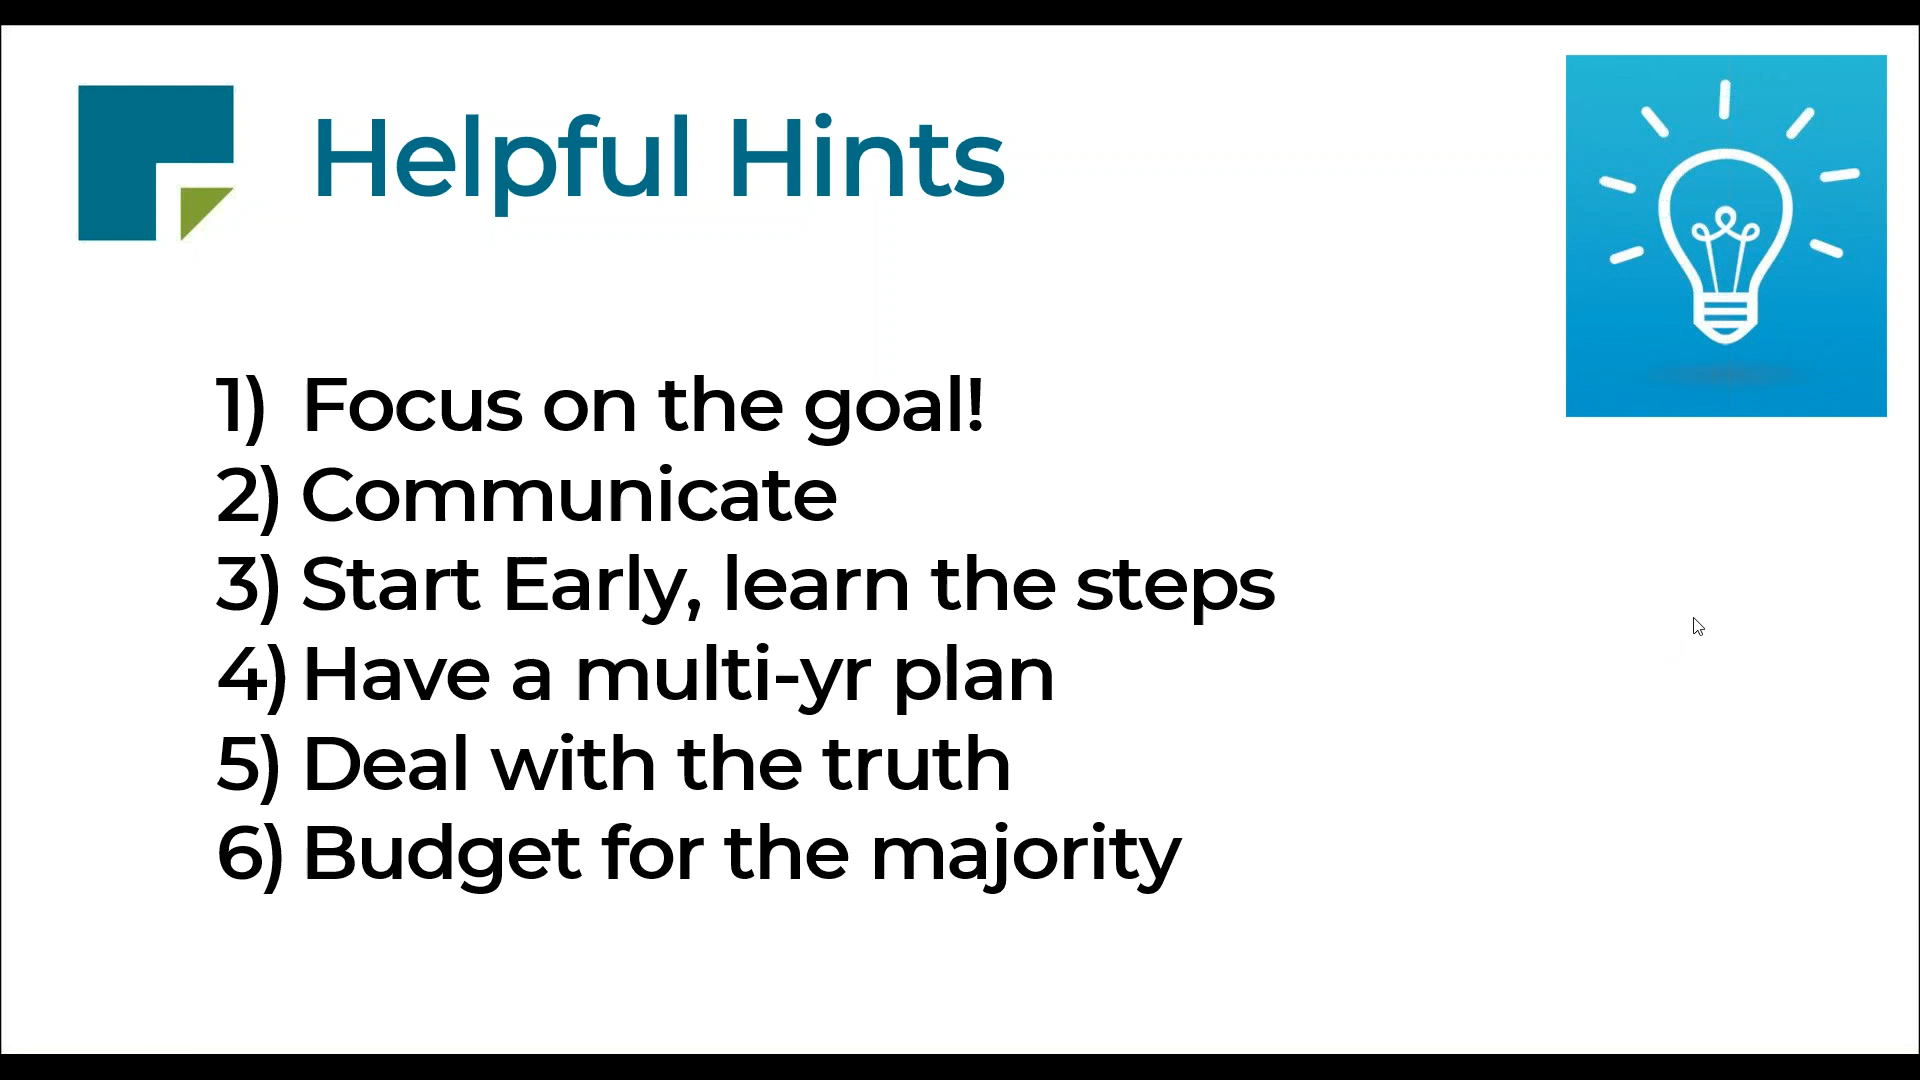 Helpful Hints
1) Focus on the goal!
2) Communicate
3) Start Early, learn the steps
4) Have a multi-yr plan
5) Deal with the truth
6) Budget for the majority